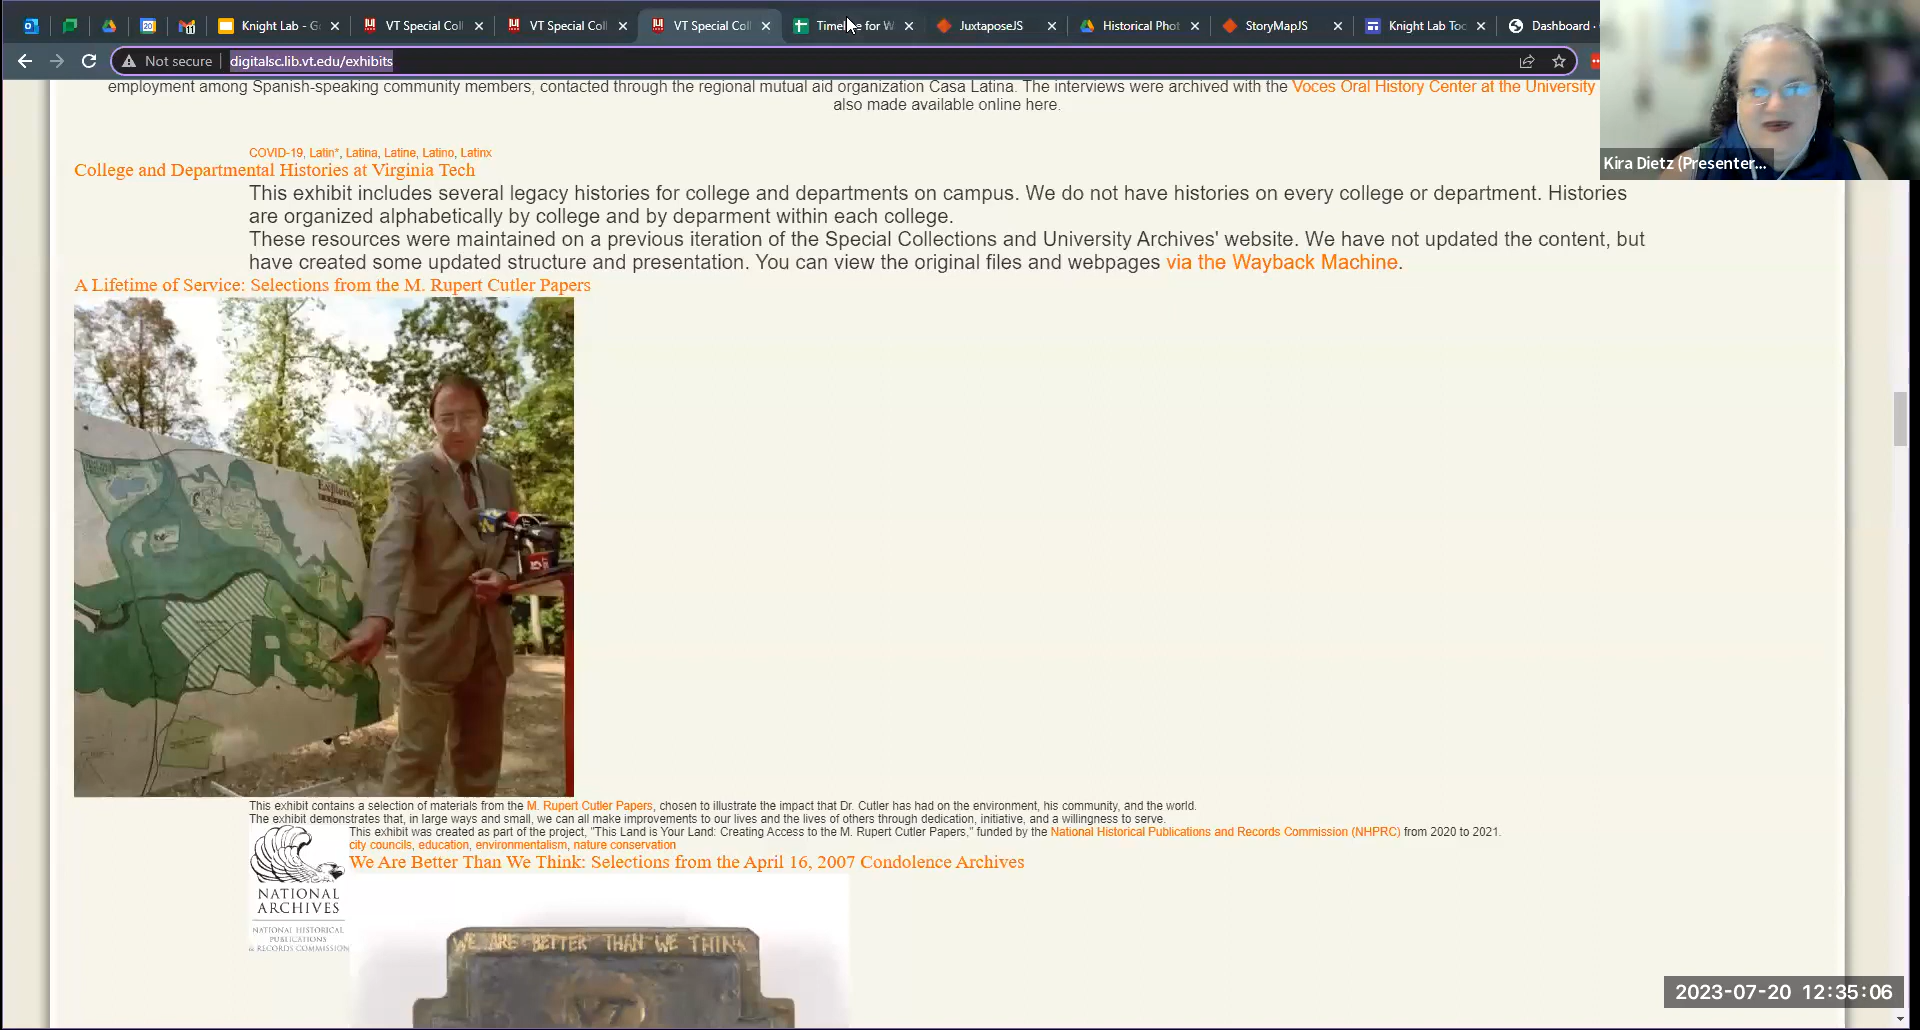 Knight Lab - G
VT Special Coll
VT Special Coll
VT Special Coll
Timeline for W
JuxtaposeJS
Historical Phot
StoryMapJS
Knight Lab Too
Dashboard
Not secure
digitalsc.lib.vt.edu/exhibits
employment among Spanish-speaking community members, contacted through the regional mutual aid organization Casa Latina. The interviews were archived with the Voces Oral History Center at the University
also made available online here.
Kira Dietz (Presenter...
COVID-19, Latin*, Latina, Latine, Latino, Latinx
College and Departmental Histories at Virginia Tech
This exhibit includes several legacy histories for college and departments on campus. We do not have histories on every college or department. Histories
are organized alphabetically by college and by deparment within each college.
These resources were maintained on a previous iteration of the Special Collections and University Archives' website. We have not updated the content, but
have created some updated structure and presentation. You can view the original files and webpages via the Wayback Machine.
A Lifetime of Service: Selections from the M. Rupert Cutler Papers
This exhibit contains a selection of materials from the M. Rupert Cutler Papers, chosen to illustrate the impact that Dr. Cutler has had on the environment, his community, and the world.
The exhibit demonstrates that, in large ways and small, we can all make improvements to our lives and the lives of others through dedication, initiative, and a willingness to serve.
This exhibit was created as part of the project, "This Land is Your Land: Creating Access to the M. Rupert Cutler Papers," funded by the National Historical Publications and Records Commission (NHPRC) from 2020 to 2021.
city councils, education, environmentalism, nature conservation
We Are Better Than We Think: Selections from the April 16, 2007 Condolence Archives
NATIONAL
ARCHIVES
NATIONAL HISTORICAL
PUBLICATIONS
& RECORDS COMMISSION
WE ARE BETTER THAN WE THINK
VT
2023-07-20 12:35:06